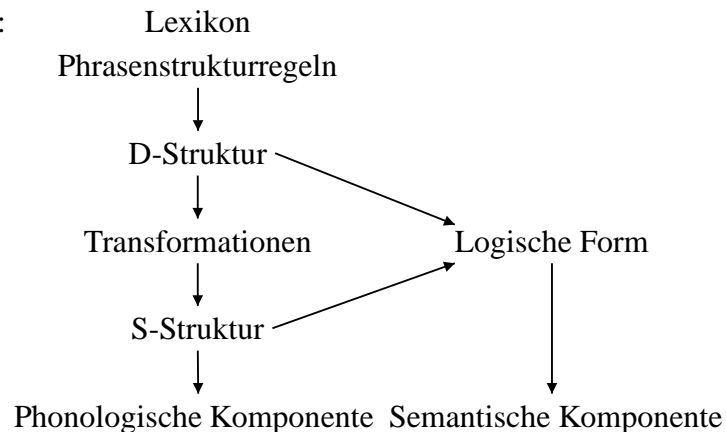 : Lexikon
Phrasenstrukturregeln
D-Struktur
Transformationen Logische Form
S-Struktur
Phonologische Komponente Semantische Komponente